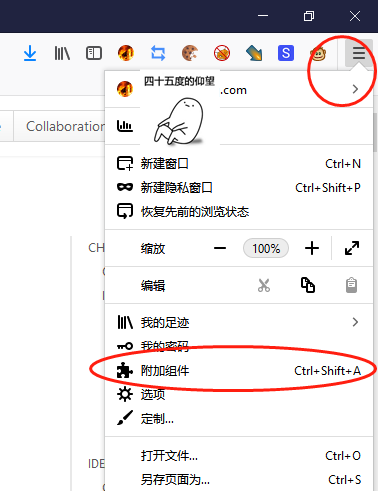 四十五度的仰望
.com
Collaboration
新建窗口 Ctrl+N
新建隐私窗口 Ctrl+Shift+P
恢复先前的浏览状态
缩放 100%
编辑
CH
我的足迹
我的密码
附加组件 Ctrl+Shift+A
选项
定制...
打开文件... Ctrl+O
IDE
另存页面为... Ctrl+S